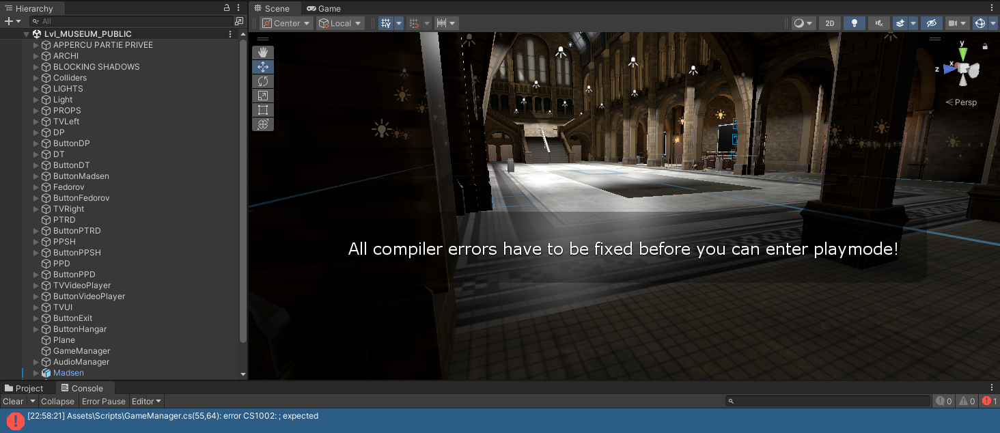 Hierarchy
All
Lvl_MUSEUM_PUBLIC
APPERCU PARTIE PRIVEE
ARCHI
BLOCKING SHADOWS
Colliders
LIGHTS
Light
PROPS
TVLeft
DP
ButtonDP
DT
ButtonDT
ButtonMadsen
Fedorov
ButtonFedorov
TVRight
PTRD
ButtonPTRD
PPSH
ButtonPPSH
PPD
ButtonPPD
TVVideoPlayer
ButtonVideoPlayer
TVUI
ButtonExit
ButtonHangar
Plane
GameManager
AudioManager
Madsen
Scene Game
Center Local 2D
y
x
z
Persp
All compiler errors have to be fixed before you can enter playmode!
Project Console
Clear Collapse Error Pause Editor 0 0 1
[22:58:21] Assets\Scripts\GameManager.cs(55,64): error CS1002: ; expected